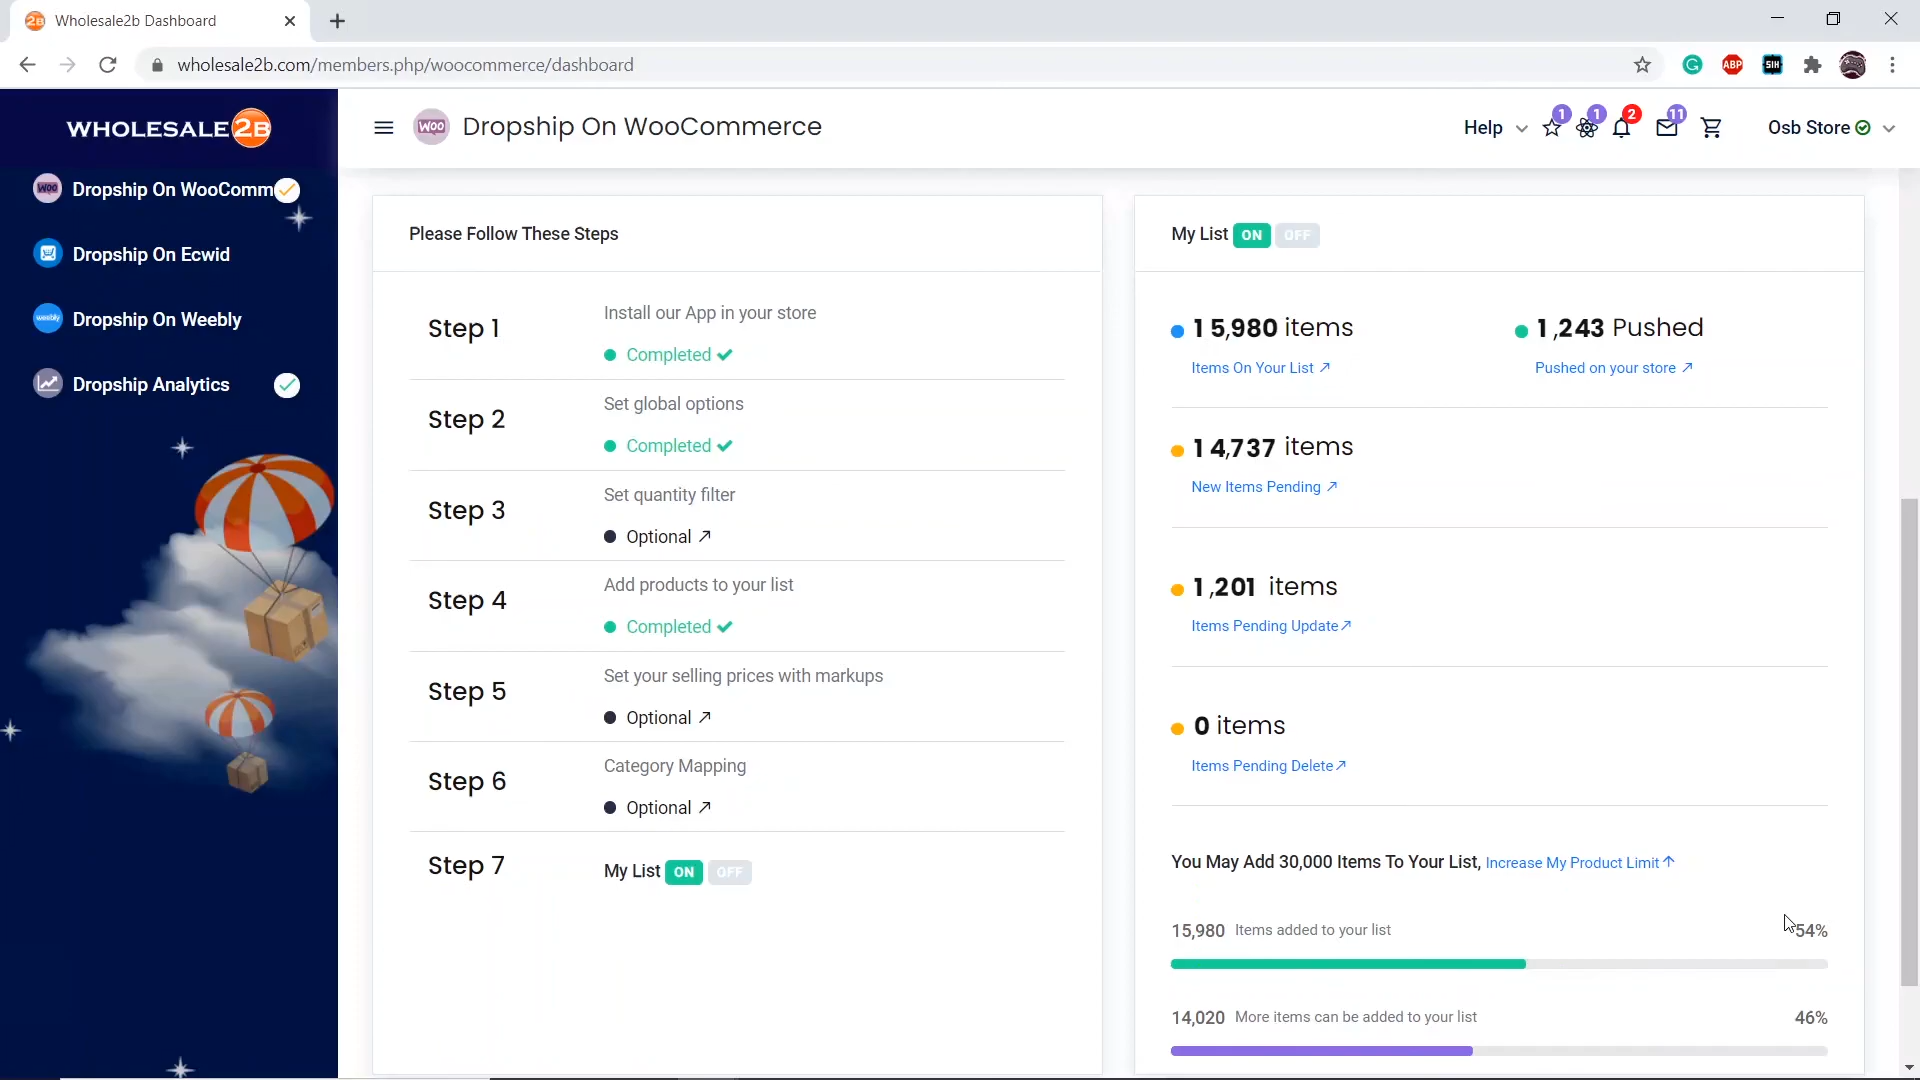 Wholesale2b Dashboard
wholesale2b.com/members.php/woocommerce/dashboard
ABP
SIH
WHOLESALE2B
WOO Dropship On WooCommerce
Help
1
1
2
11
Osb Store
WOO Dropship On WooComm
Dropship On Ecwid
weebly Dropship On Weebly
Dropship Analytics
Please Follow These Steps
Step 1
Install our App in your store
Completed
Step 2
Set global options
Completed
Step 3
Set quantity filter
Optional
Step 4
Add products to your list
Completed
Step 5
Set your selling prices with markups
Optional
Step 6
Category Mapping
Optional
Step 7
My List ON OFF
My List ON OFF
15,980 items
Items On Your List
1,243 Pushed
Pushed on your store
14,737 items
New Items Pending
1,201 items
Items Pending Update
0 items
Items Pending Delete
You May Add 30,000 Items To Your List, Increase My Product Limit
15,980 Items added to your list 54%
14,020 More items can be added to your list 46%